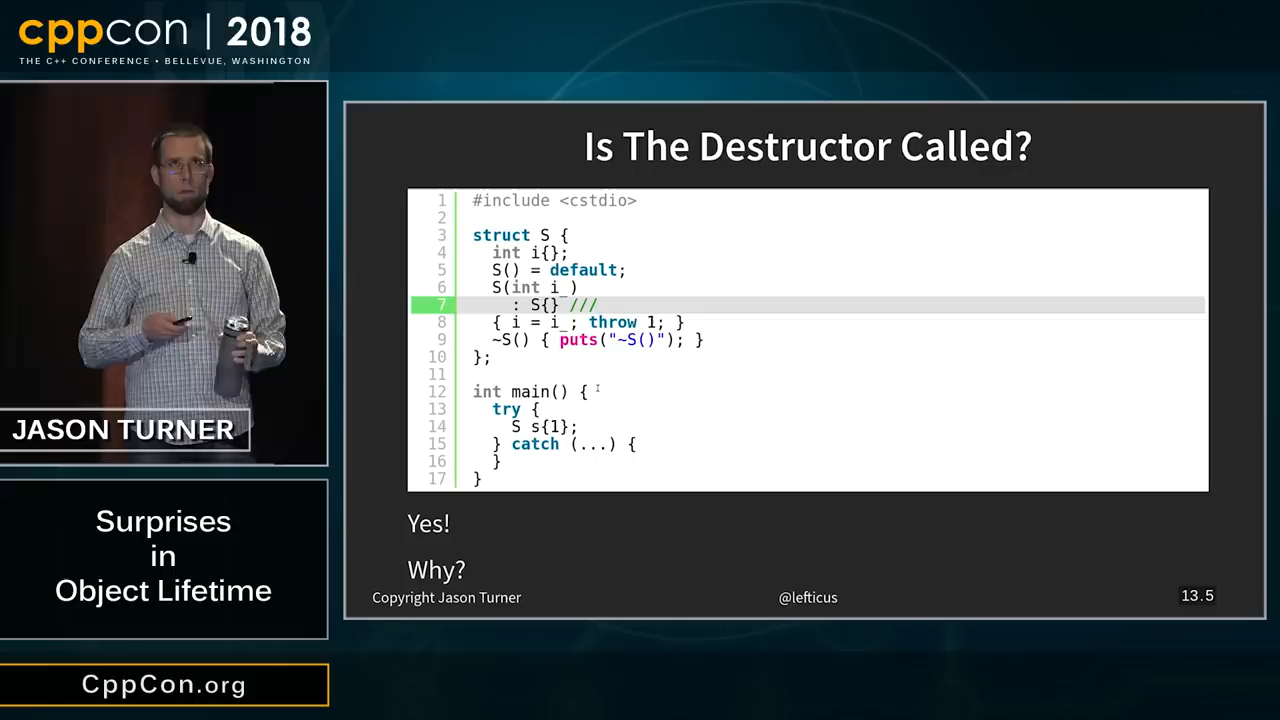 cppcon | 2018
THE C++ CONFERENCE • BELLEVUE, WASHINGTON
JASON TURNER
Surprises
in
Object Lifetime
CppCon.org
Is The Destructor Called?
1 #include <cstdio>
2
3 struct S {
4   int i{};
5   S() = default;
6   S(int i_)
7     : S{} ///
8   { i = i_; throw 1; }
9   ~S() { puts("~S()"); }
10 };
11
12 int main() {
13   try {
14     S s{1};
15   } catch (...) {
16   }
17 }
Yes!
Why?
Copyright Jason Turner
@lefticus
13.5